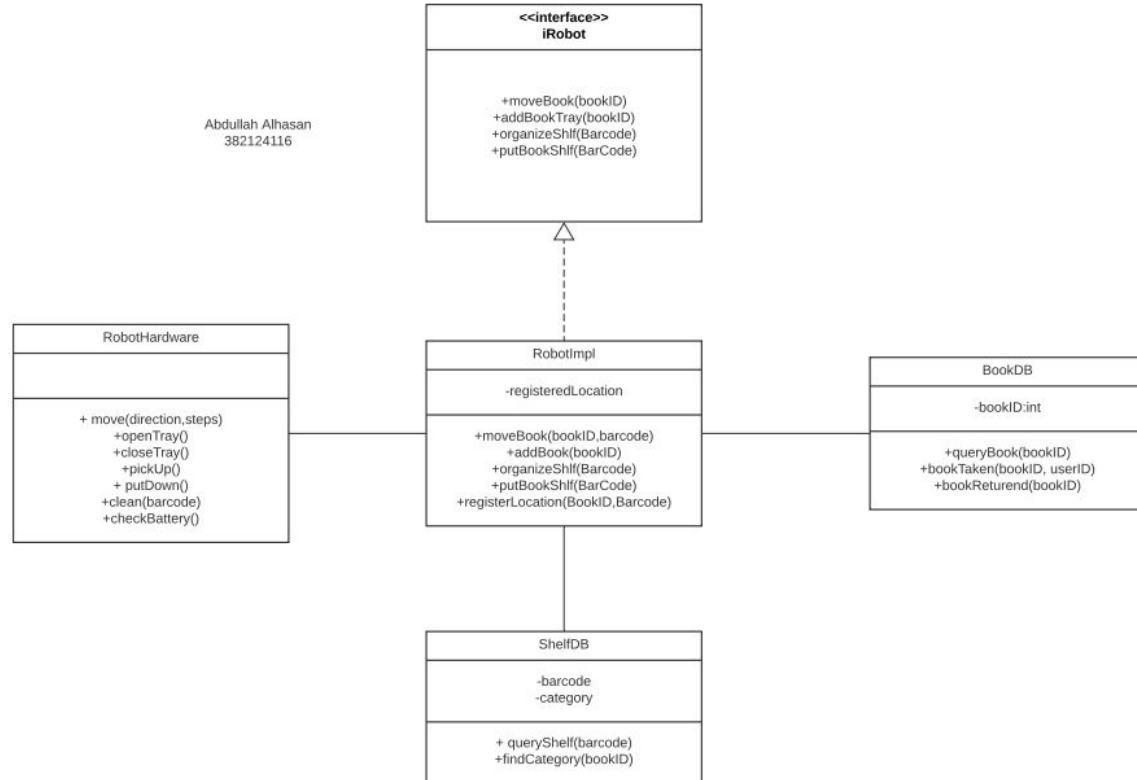 <<interface>>
iRobot
+moveBook(bookID)
+addBookTray(bookID)
+organizeShlf(Barcode)
+putBookShlf(BarCode)
Abdullah Alhasan
382124116
RobotHardware
+ move(direction,steps)
+openTray()
+closeTray()
+pickUp()
+ putDown()
+clean(barcode)
+checkBattery()
RobotImpl
-registeredLocation
+moveBook(bookID,barcode)
+addBook(bookID)
+organizeShlf(Barcode)
+putBookShlf(BarCode)
+registerLocation(BookID,Barcode)
BookDB
-bookID:int
+queryBook(bookID)
+bookTaken(bookID, userID)
+bookReturend(bookID)
ShelfDB
-barcode
-category
+ queryShelf(barcode)
+findCategory(bookID)